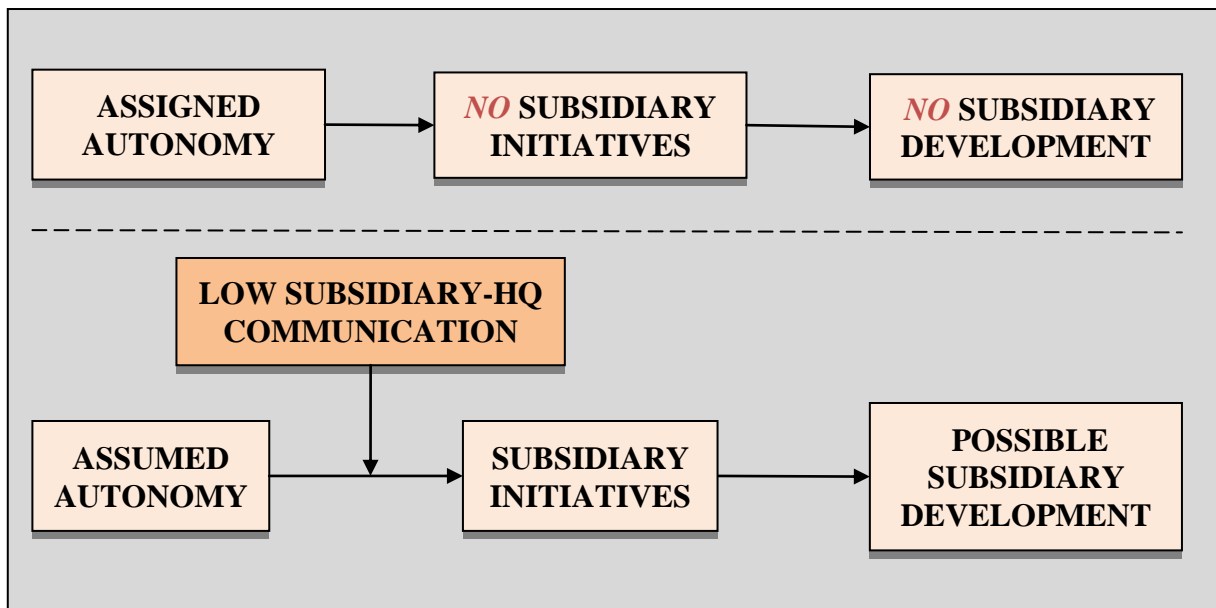 ASSIGNED
AUTONOMY
NO SUBSIDIARY
INITIATIVES
NO SUBSIDIARY
DEVELOPMENT
LOW SUBSIDIARY-HQ
COMMUNICATION
ASSUMED
AUTONOMY
SUBSIDIARY
INITIATIVES
POSSIBLE
SUBSIDIARY
DEVELOPMENT